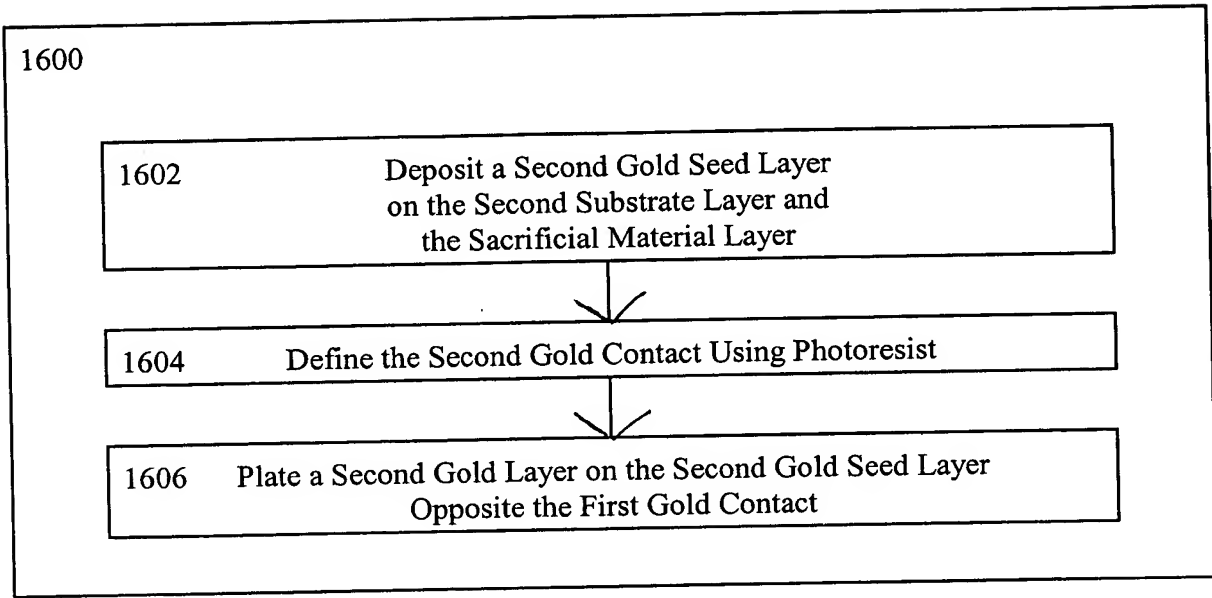 1600
1602 Deposit a Second Gold Seed Layer
on the Second Substrate Layer and
the Sacrificial Material Layer
1604 Define the Second Gold Contact Using Photoresist
1606 Plate a Second Gold Layer on the Second Gold Seed Layer
Opposite the First Gold Contact